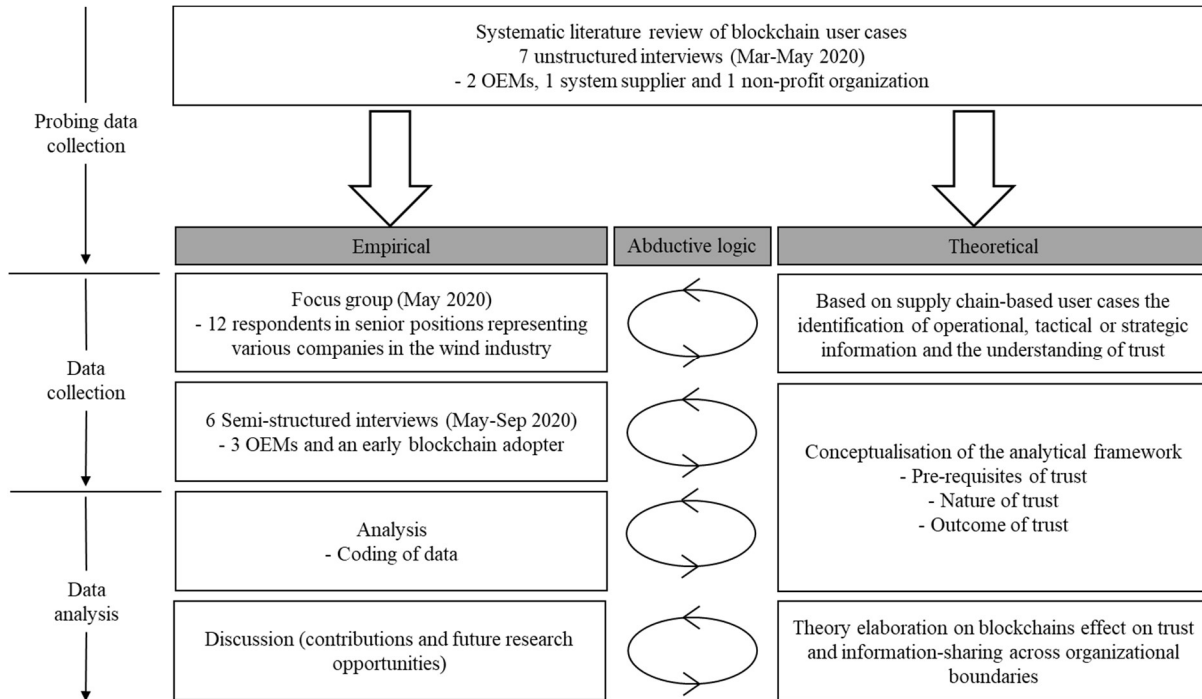 Systematic literature review of blockchain user cases
7 unstructured interviews (Mar-May 2020)
- 2 OEMs, 1 system supplier and 1 non-profit organization
Probing data
collection
Empirical
Abductive logic
Theoretical
Focus group (May 2020)
- 12 respondents in senior positions representing
various companies in the wind industry
Based on supply chain-based user cases the
identification of operational, tactical or strategic
information and the understanding of trust
Data
collection
6 Semi-structured interviews (May-Sep 2020)
- 3 OEMs and an early blockchain adopter
Conceptualisation of the analytical framework
- Pre-requisites of trust
- Nature of trust
- Outcome of trust
Analysis
- Coding of data
Data
analysis
Discussion (contributions and future research
opportunities)
Theory elaboration on blockchains effect on trust
and information-sharing across organizational
boundaries